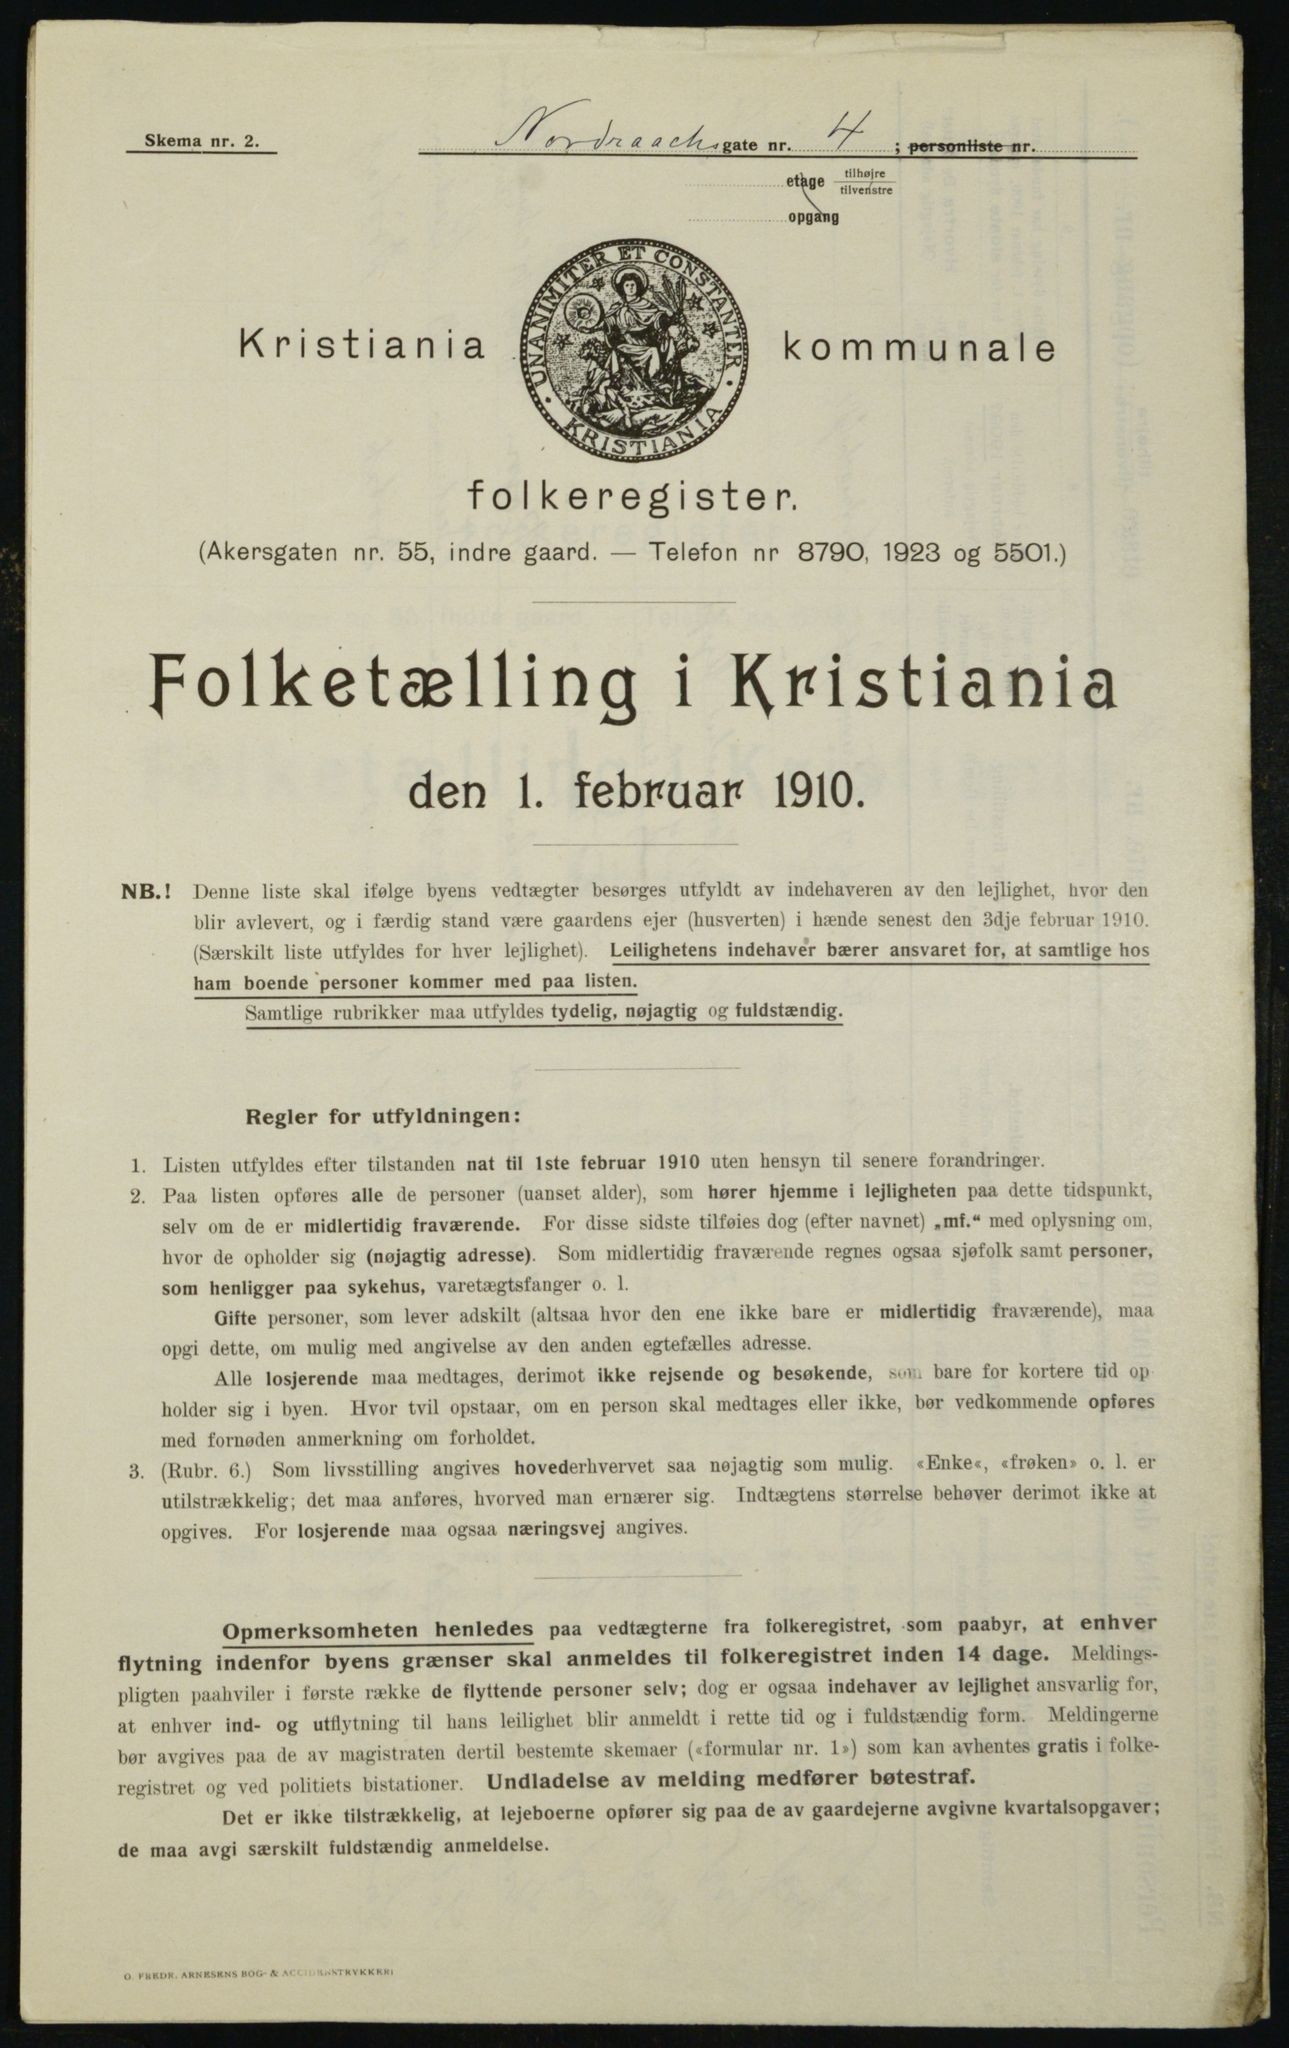 Skema nr. 2.
Nordraachs gate nr. 4 ; personliste nr.
etage tilhøjre
tilvenstre
opgang
UNANIMITER ET CONSTANTER
KRISTIANIA
Kristiania kommunale
folkeregister.
(Akersgaten nr. 55, indre gaard. — Telefon nr 8790, 1923 og 5501.)
Folketælling i Kristiania
den 1. februar 1910.
NB.! Denne liste skal ifølge byens vedtægter besørges utfyldt av indehaveren av den lejlighet, hvor den
blir avlevert, og i færdig stand være gaardens ejer (husverten) i hænde senest den 3dje februar 1910.
(Særskilt liste utfyldes for hver lejlighet). Leilighetens indehaver bærer ansvaret for, at samtlige hos
ham boende personer kommer med paa listen.
Samtlige rubrikker maa utfyldes tydelig, nøjagtig og fuldstændig.
Regler for utfyldningen:
1. Listen utfyldes efter tilstanden nat til 1ste februar 1910 uten hensyn til senere forandringer.
2. Paa listen opføres alle de personer (uanset alder), som hører hjemme i lejligheten paa dette tidspunkt,
selv om de er midlertidig fraværende. For disse sidste tilføies dog (efter navnet) „mf.“ med oplysning om,
hvor de opholder sig (nøjagtig adresse). Som midlertidig fraværende regnes ogsaa sjøfolk samt personer,
som henligger paa sykehus, varetægtsfanger o. l.
Gifte personer, som lever adskilt (altsaa hvor den ene ikke bare er midlertidig fraværende), maa
opgi dette, om mulig med angivelse av den anden egtefælles adresse.
Alle losjerende maa medtages, derimot ikke rejsende og besøkende, som bare for kortere tid op
holder sig i byen. Hvor tvil opstaar, om en person skal medtages eller ikke, bør vedkommende opføres
med fornøden anmerkning om forholdet.
3. (Rubr. 6.) Som livsstilling angives hovederhvervet saa nøjagtig som mulig. «Enke«, «frøken» o. l. er
utilstrækkelig; det maa anføres, hvorved man ernærer sig. Indtægtens størrelse behøver derimot ikke at
opgives. For losjerende maa ogsaa næringsvej angives.
Opmerksomheten henledes paa vedtægterne fra folkeregistret, som paabyr, at enhver
flytning indenfor byens grænser skal anmeldes til folkeregistret inden 14 dage. Meldings-
pligten paahviler i første række de flyttende personer selv; dog er ogsaa indehaver av lejlighet ansvarlig for,
at enhver ind- og utflytning til hans leilighet blir anmeldt i rette tid og i fuldstændig form. Meldingerne
bør avgives paa de av magistraten dertil bestemte skemaer («formular nr. 1») som kan avhentes gratis i folke-
registret og ved politiets bistationer. Undladelse av melding medfører bøtestraf.
Det er ikke tilstrækkelig, at lejeboerne opfører sig paa de av gaardejerne avgivne kvartalsopgaver;
de maa avgi særskilt fuldstændig anmeldelse.
O. FREDR. ARNESENS BOG- & ACCIDENSTRYKKERI